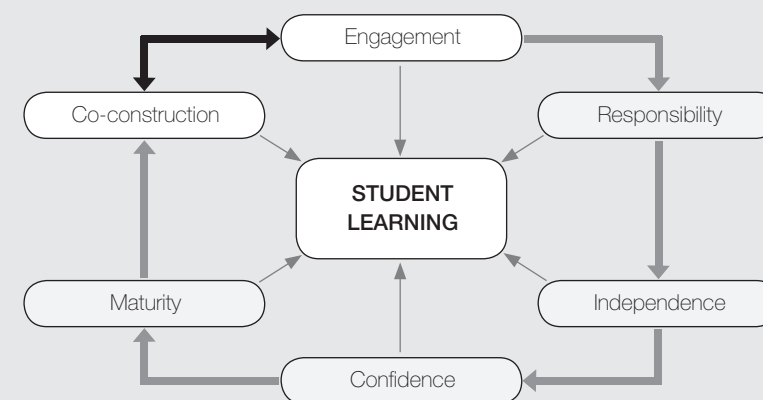 Engagement
Co-construction
Responsibility
STUDENT
LEARNING
Maturity
Independence
Confidence